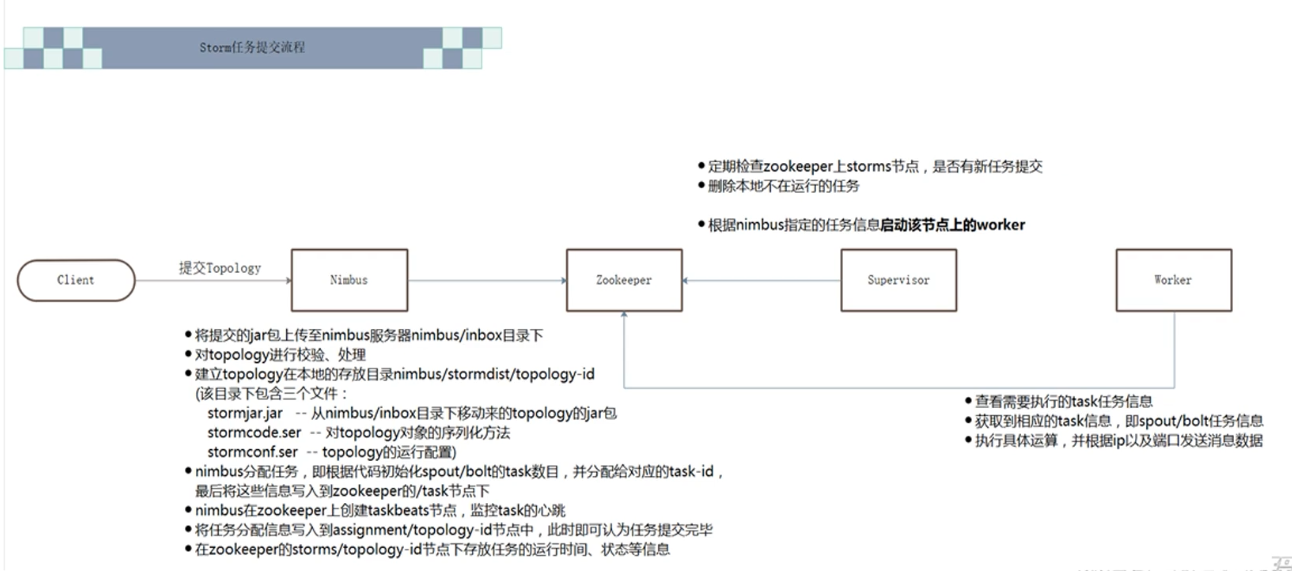 Storm任务提交流程
● 定期检查zookeeper上storms节点，是否有新任务提交
● 删除本地不在运行的任务
● 根据nimbus指定的任务信息启动该节点上的worker
Client
提交Topology
Nimbus
Zookeeper
Supervisor
Worker
● 将提交的jar包上传至nimbus服务器nimbus/inbox目录下
● 对topology进行校验、处理
● 建立topology在本地的存放目录nimbus/stormdist/topology-id
(该目录下包含三个文件：
stormjar.jar -- 从nimbus/inbox目录下移动来的topology的jar包
stormcode.ser -- 对topology对象的序列化方法
stormconf.ser -- topology的运行配置)
● nimbus分配任务，即根据代码初始化spout/bolt的task数目，并分配给对应的task-id，
最后将这些信息写入到zookeeper的/task节点下
● nimbus在zookeeper上创建taskbeats节点，监控task的心跳
● 将任务分配信息写入到assignment/topology-id节点中，此时即可认为任务提交完毕
● 在zookeeper的storms/topology-id节点下存放任务的运行时间、状态等信息
● 查看需要执行的task任务信息
● 获取到相应的task信息，即spout/bolt任务信息
● 执行具体运算，并根据ip以及端口发送消息数据